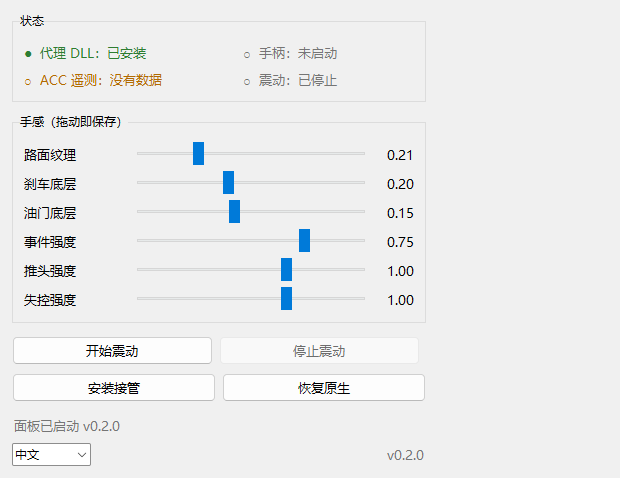 状态
● 代理 DLL：已安装 ○ 手柄：未启动
○ ACC 遥测：没有数据 ○ 震动：已停止
手感（拖动即保存）
路面纹理 0.21
刹车底层 0.20
油门底层 0.15
事件强度 0.75
推头强度 1.00
失控强度 1.00
开始震动 停止震动
安装接管 恢复原生
面板已启动 v0.2.0
中文 v0.2.0